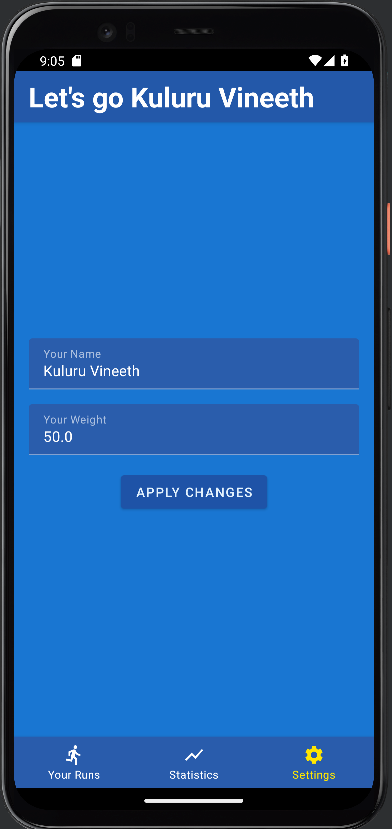 9:05
Let's go Kuluru Vineeth
Your Name
Kuluru Vineeth
Your Weight
50.0
APPLY CHANGES
Your Runs
Statistics
Settings